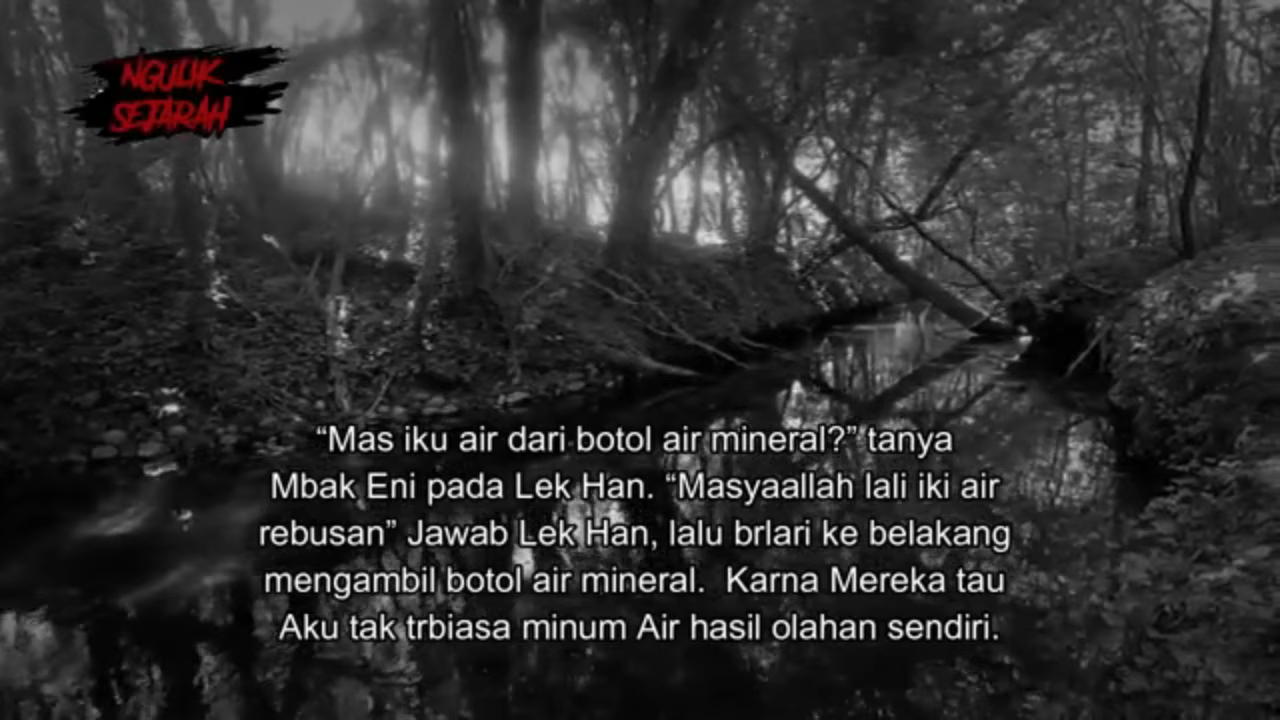 NGULIK
SEJARAH
“Mas iku air dari botol air mineral?” tanya
Mbak Eni pada Lek Han. “Masyaallah lali iki air
rebusan” Jawab Lek Han, lalu brlari ke belakang
mengambil botol air mineral.  Karna Mereka tau
Aku tak trbiasa minum Air hasil olahan sendiri.